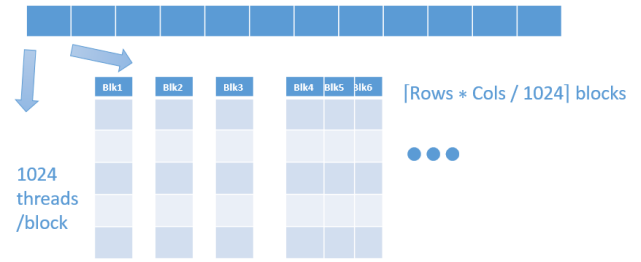 Blk1 Blk2 Blk3 Blk4 Blk5 Blk6
⌈Rows ∗ Cols / 1024⌉ blocks
1024
threads
/block